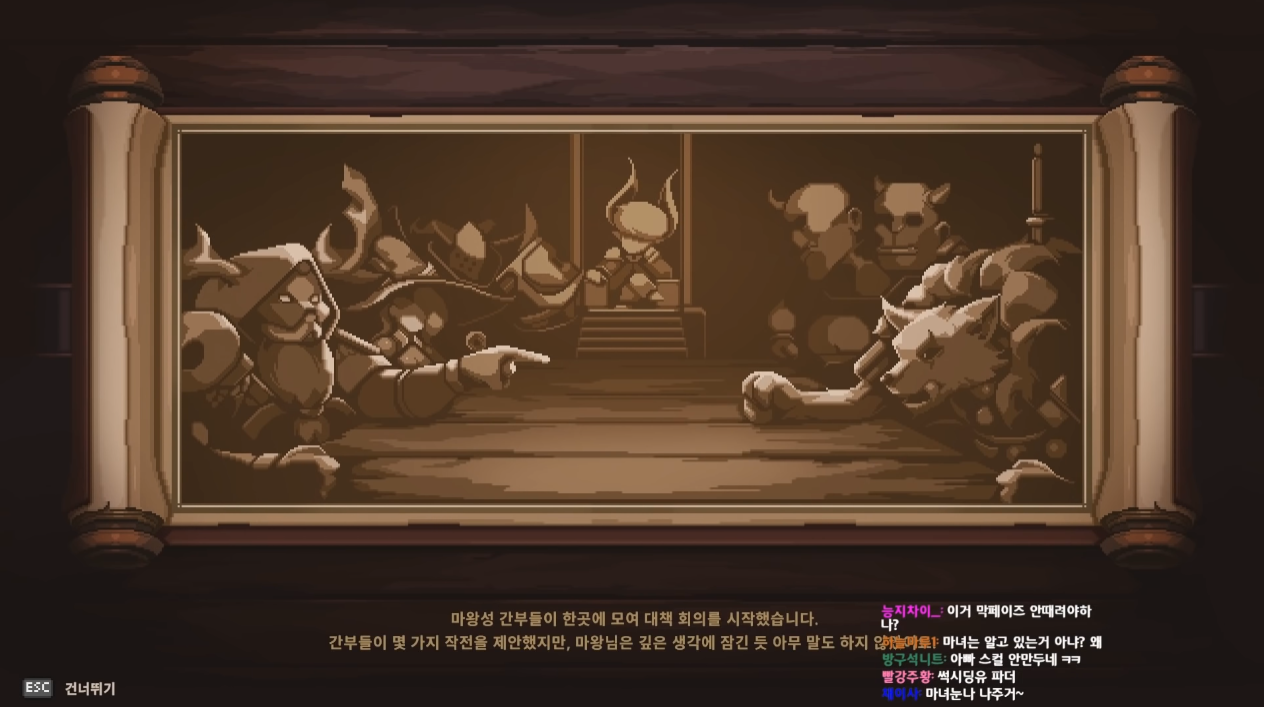 마왕성 간부들이 한곳에 모여 대책 회의를 시작했습니다.
간부들이 몇 가지 작전을 제안했지만, 마왕님은 깊은 생각에 잠긴 듯 아무 말도 하지
능지차이_: 이거 막페이즈 안때려야하
나?
마녀는 알고 있는거 아냐? 왜
방구석니트: 아빠 스컬 안만두네 ㅋㅋ
빨강주황: 썩시딩유 파더
제이샤: 마녀눈나 나주거~
ESC 건너뛰기